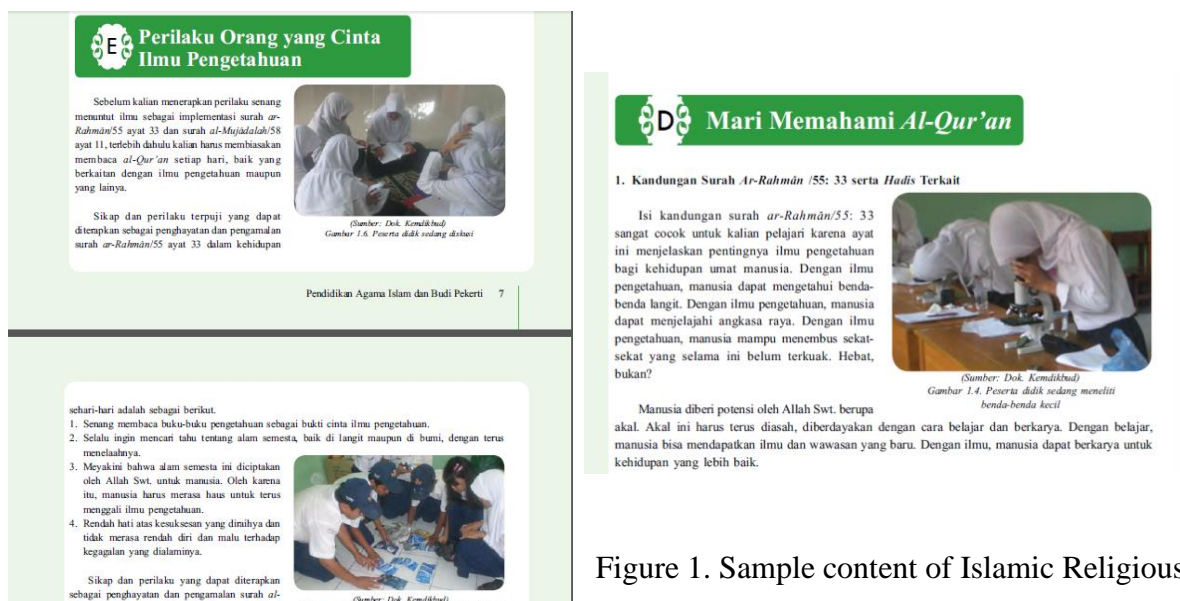 E
Perilaku Orang yang Cinta
Ilmu Pengetahuan
Sebelum kalian menerapkan perilaku senang
menuntut ilmu sebagai implementasi surah ar-
Rahmān/55 ayat 33 dan surah al-Mujādalah/58
ayat 11, terlebih dahulu kalian harus membiasakan
membaca al-Qur'an setiap hari, baik yang
berkaitan dengan ilmu pengetahuan maupun
yang lainya.
Sikap dan perilaku terpuji yang dapat
diterapkan sebagai penghayatan dan pengamalan
surah ar-Rahmān/55 ayat 33 dalam kehidupan
(Sumber: Dok. Kemdikbud)
Gambar 1.6. Peserta didik sedang diskusi
Pendidikan Agama Islam dan Budi Pekerti 7
sehari-hari adalah sebagai berikut.
1. Senang membaca buku-buku pengetahuan sebagai bukti cinta ilmu pengetahuan.
2. Selalu ingin mencari tahu tentang alam semesta, baik di langit maupun di bumi, dengan terus
menelaahnya.
3. Meyakini bahwa alam semesta ini diciptakan
oleh Allah Swt. untuk manusia. Oleh karena
itu, manusia harus merasa haus untuk terus
menggali ilmu pengetahuan.
4. Rendah hati atas kesuksesan yang diraihya dan
tidak merasa rendah diri dan malu terhadap
kegagalan yang dialaminya.
Sikap dan perilaku yang dapat diterapkan
sebagai penghayatan dan pengamalan surah al-
(Sumber: Dok. Kemdikbud)
D
Mari Memahami Al-Qur'an
1. Kandungan Surah Ar-Rahmān /55: 33 serta Hadis Terkait
Isi kandungan surah ar-Rahmān/55: 33
sangat cocok untuk kalian pelajari karena ayat
ini menjelaskan pentingnya ilmu pengetahuan
bagi kehidupan umat manusia. Dengan ilmu
pengetahuan, manusia dapat mengetahui benda-
benda langit. Dengan ilmu pengetahuan, manusia
dapat menjelajahi angkasa raya. Dengan ilmu
pengetahuan, manusia mampu menembus sekat-
sekat yang selama ini belum terkuak. Hebat,
bukan?
(Sumber: Dok. Kemdikbud)
Gambar 1.4. Peserta didik sedang meneliti
benda-benda kecil
Manusia diberi potensi oleh Allah Swt. berupa
akal. Akal ini harus terus diasah, diberdayakan dengan cara belajar dan berkarya. Dengan belajar,
manusia bisa mendapatkan ilmu dan wawasan yang baru. Dengan ilmu, manusia dapat berkarya untuk
kehidupan yang lebih baik.
Figure 1. Sample content of Islamic Religious